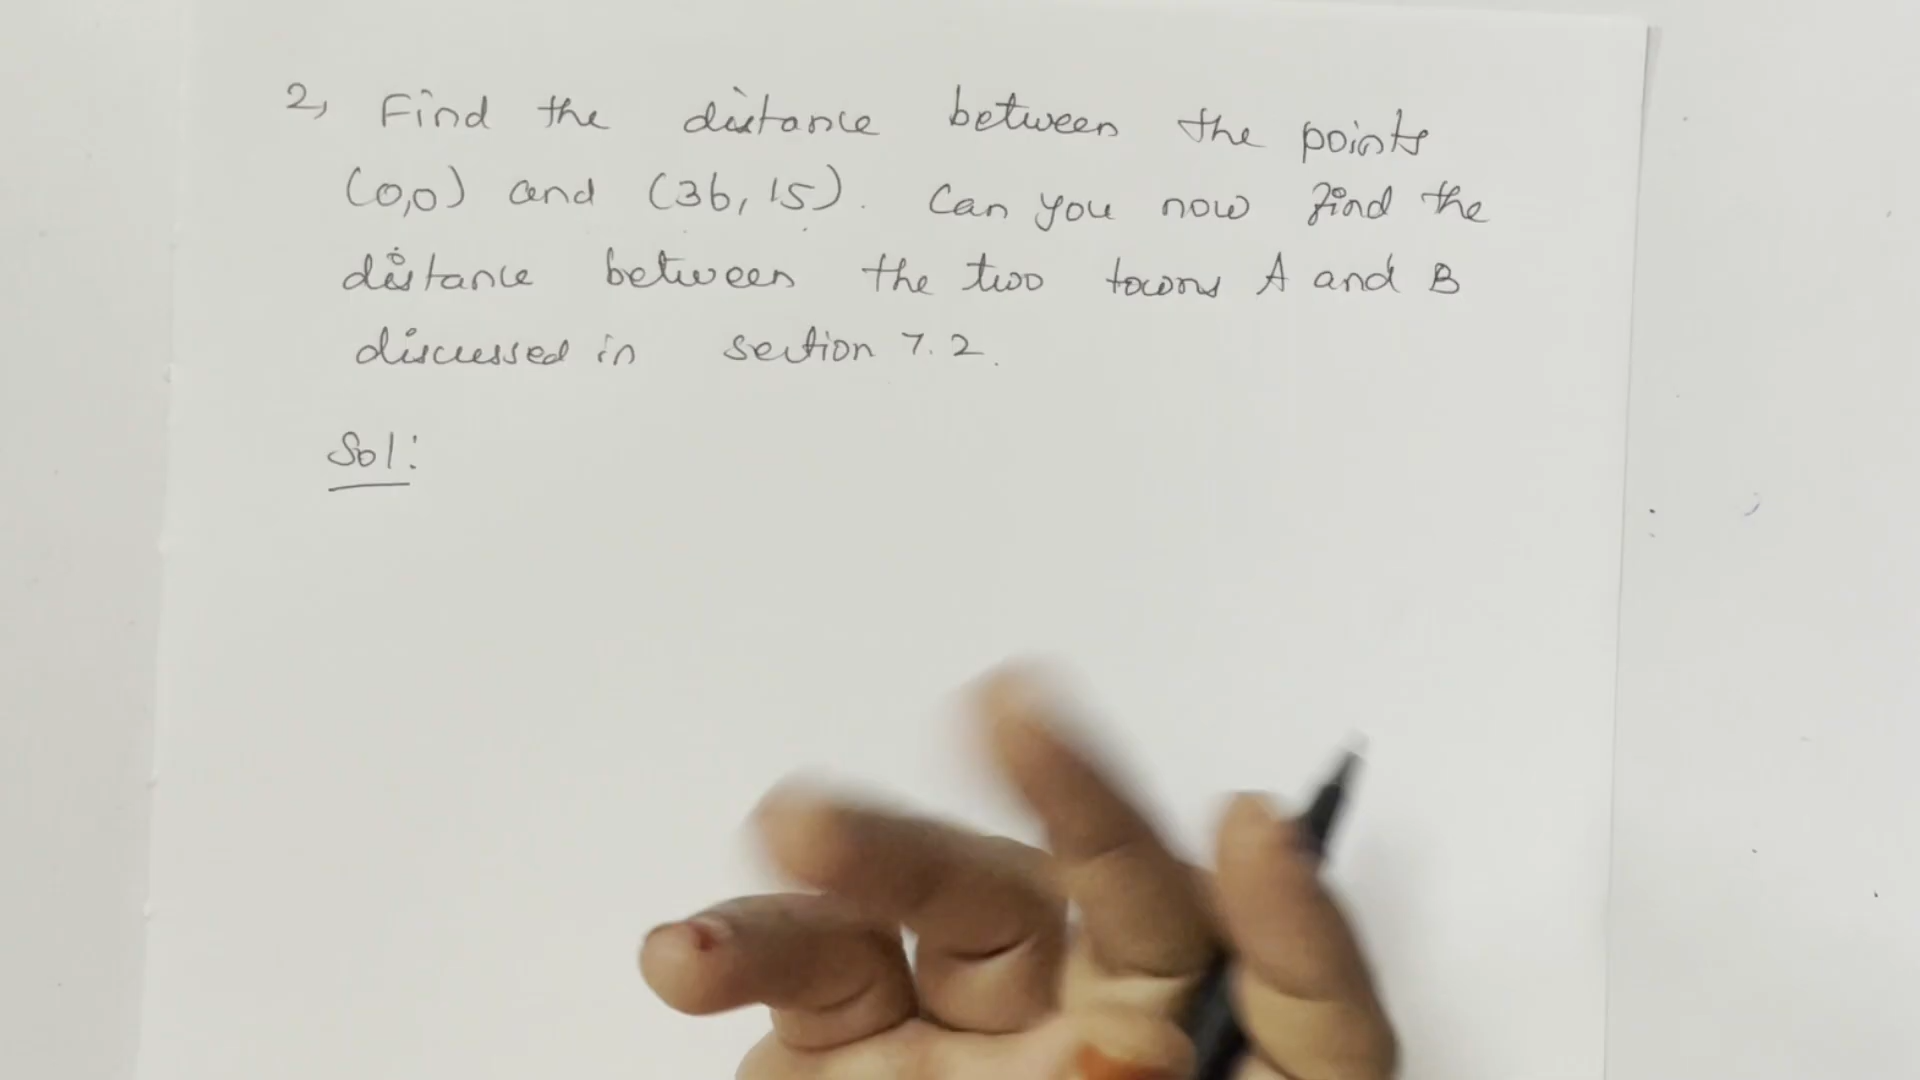 2, Find the distance between the points
(0,0) and (36, 15). Can you now find the
distance between the two towns A and B
discussed in section 7.2.
Sol: